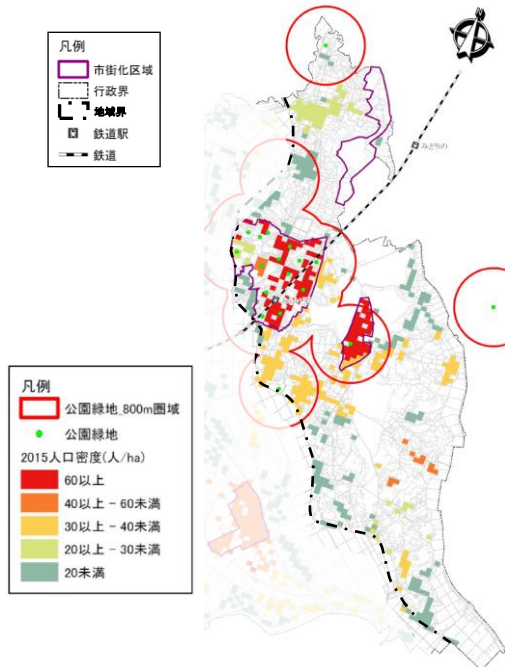 凡例
市街化区域
行政界
地域界
鉄道駅
鉄道
みどりの
凡例
公園緑地_800m圏域
公園緑地
2015人口密度(人/ha)
60以上
40以上 - 60未満
30以上 - 40未満
20以上 - 30未満
20未満